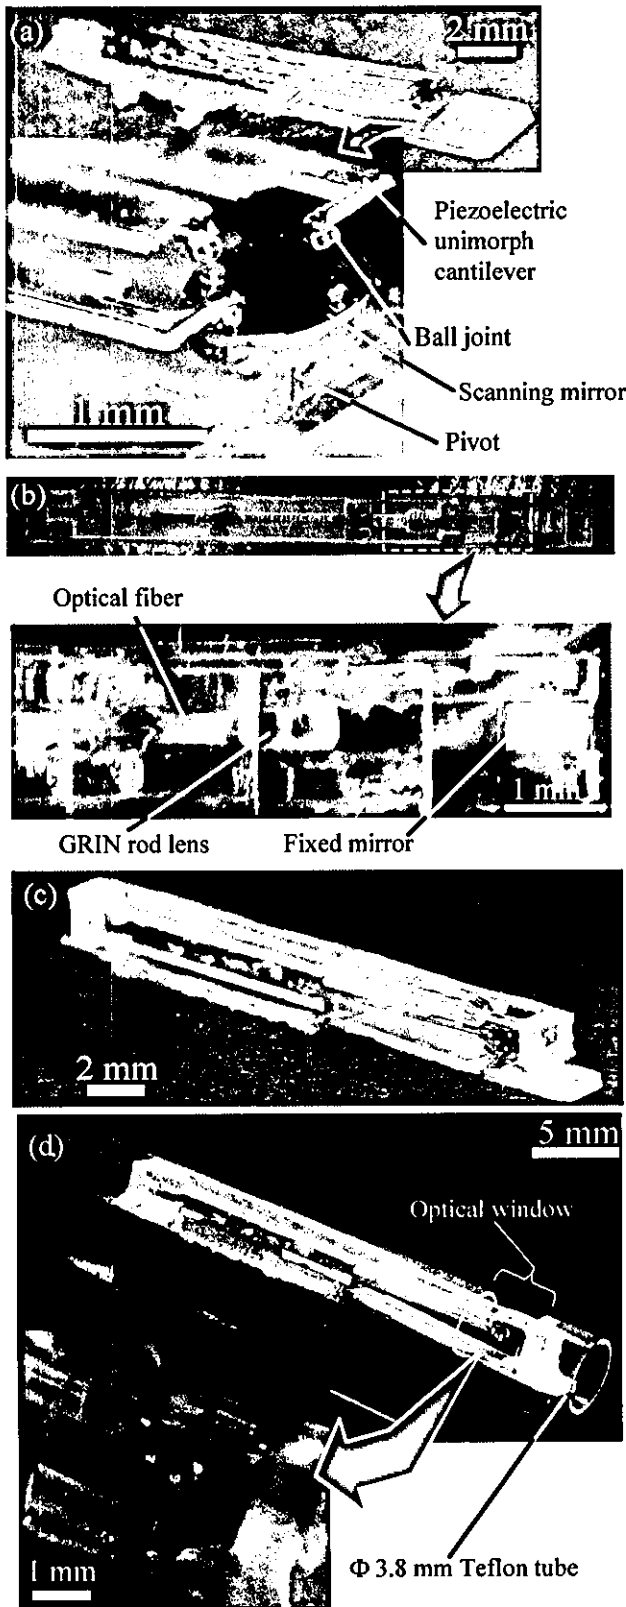 (a)
2 mm
Piezoelectric
unimorph
cantilever
Ball joint
Scanning mirror
1 mm
Pivot
(b)
Optical fiber
1 mm
GRIN rod lens
Fixed mirror
(c)
2 mm
(d)
5 mm
Optical window
1 mm
Φ 3.8 mm Teflon tube